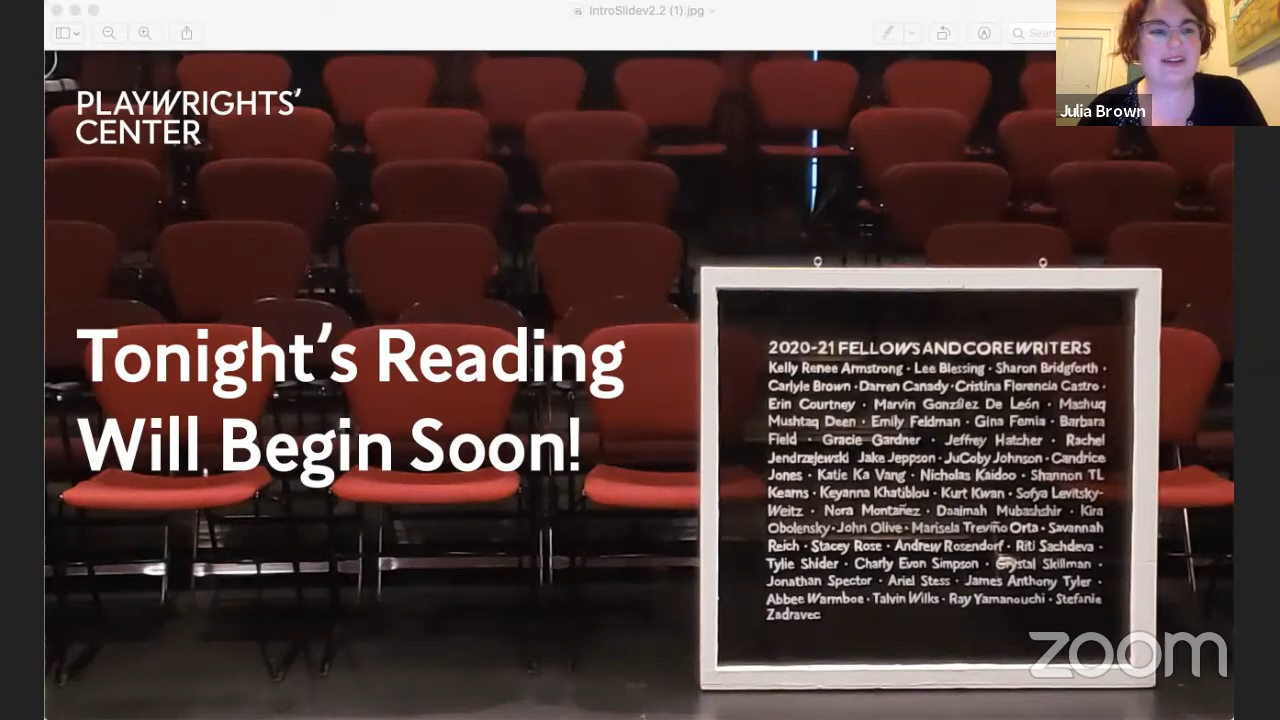 IntroSlidev2.2 (1).jpg
Julia Brown
PLAYWRIGHTS'
CENTER
Tonight's Reading
Will Begin Soon!
2020-21 FELLOWS AND CORE WRITERS
Kelly Renee Armstrong · Lee Blessing · Sharon Bridgforth ·
Carlyle Brown · Darren Canady · Cristina Florencia Castro ·
Erin Courtney · Marvin González De León · Mashuq
Mushtaq Deen · Emily Feldman · Gina Femia · Barbara
Field · Gracie Gardner · Jeffrey Hatcher · Rachel
Jendrzejewski Jake Jeppson · JuCoby Johnson · Candrice
Jones · Katie Ka Vang · Nicholas Kaidoo · Shannon TL
Kearns · Keyanna Khatiblou · Kurt Kwan · Sofya Levitsky-
Weitz · Nora Montañez · Daaimah Mubashshir · Kira
Obolensky · John Olive · Marisela Treviño Orta · Savannah
Reich · Stacey Rose · Andrew Rosendorf · Riti Sachdeva ·
Tylie Shider · Charly Evon Simpson · Crystal Skillman ·
Jonathan Spector · Ariel Stess · James Anthony Tyler ·
Abbee Warmboe · Talvin Wilks · Ray Yamanouchi · Stefanie
Zadravec
zoom